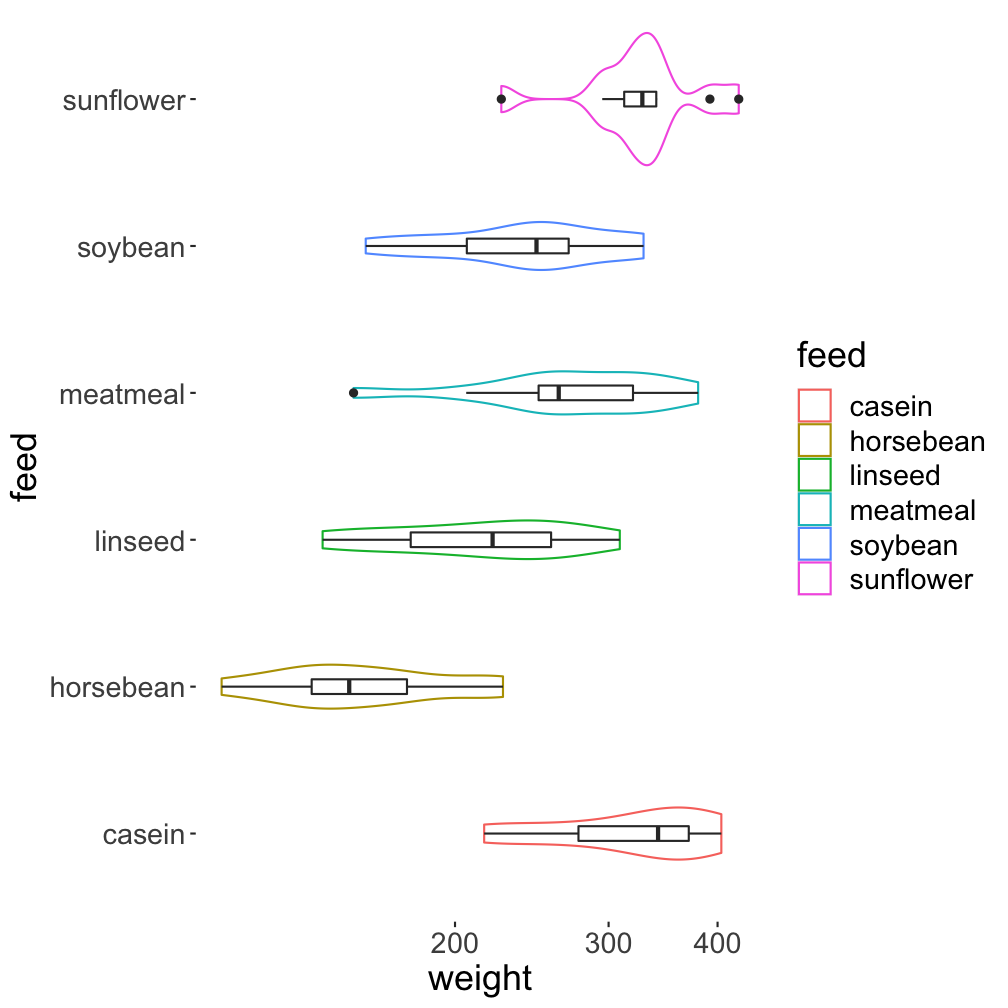 sunflower
soybean
meatmeal
linseed
horsebean
casein
feed
200 300 400
weight
feed
casein
horsebean
linseed
meatmeal
soybean
sunflower